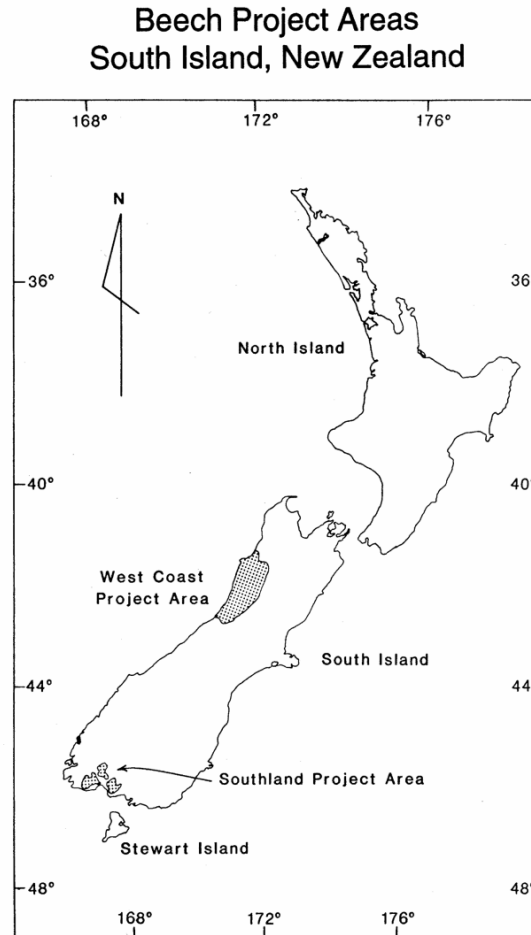 Beech Project Areas
South Island, New Zealand
168°
172°
176°
N
36°
36°
North Island
40°
40°
West Coast
Project Area
South Island
44°
44°
Southland Project Area
Stewart Island
48°
48°
168°
172°
176°